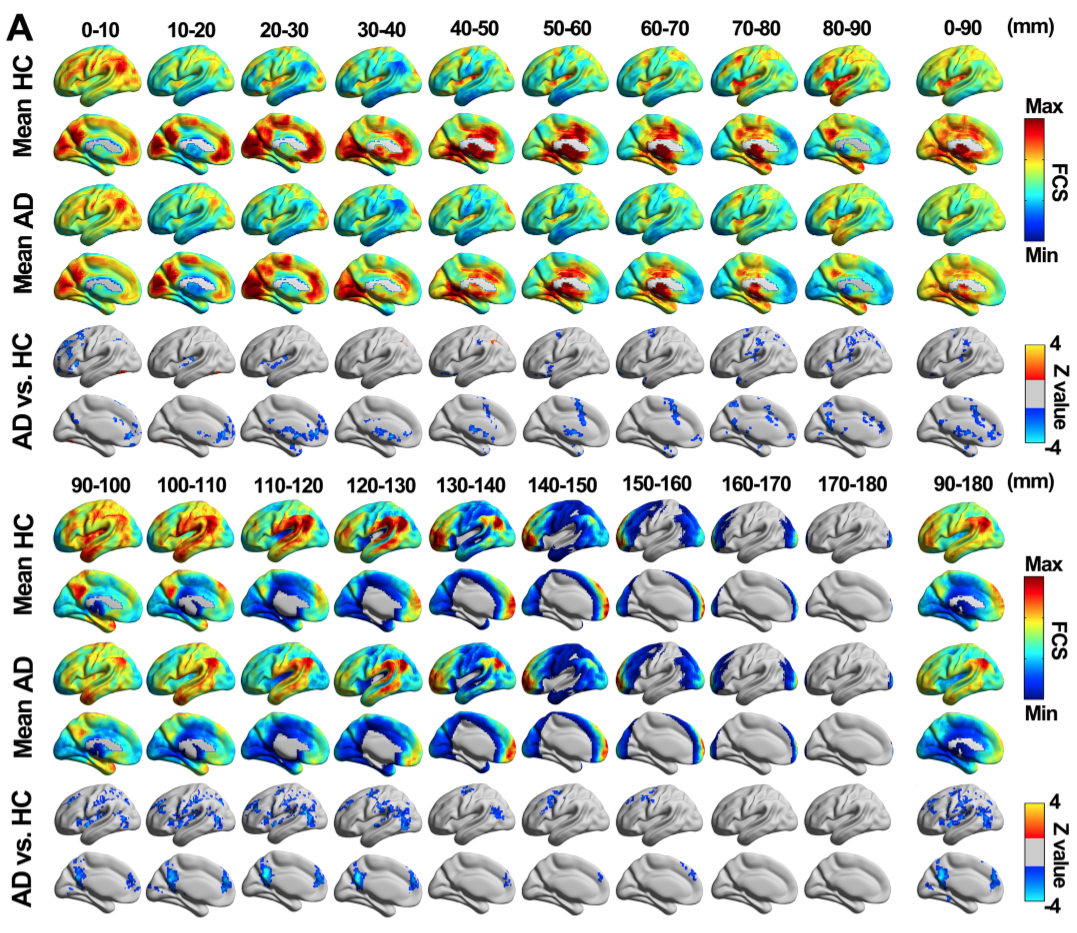 A
0-10 10-20 20-30 30-40 40-50 50-60 60-70 70-80 80-90 0-90 (mm)
Mean HC
Mean AD
AD vs. HC
Max
FCS
Min
4
Z value
-4
90-100 100-110 110-120 120-130 130-140 140-150 150-160 160-170 170-180 90-180 (mm)
Mean HC
Mean AD
AD vs. HC
Max
FCS
Min
4
Z value
-4